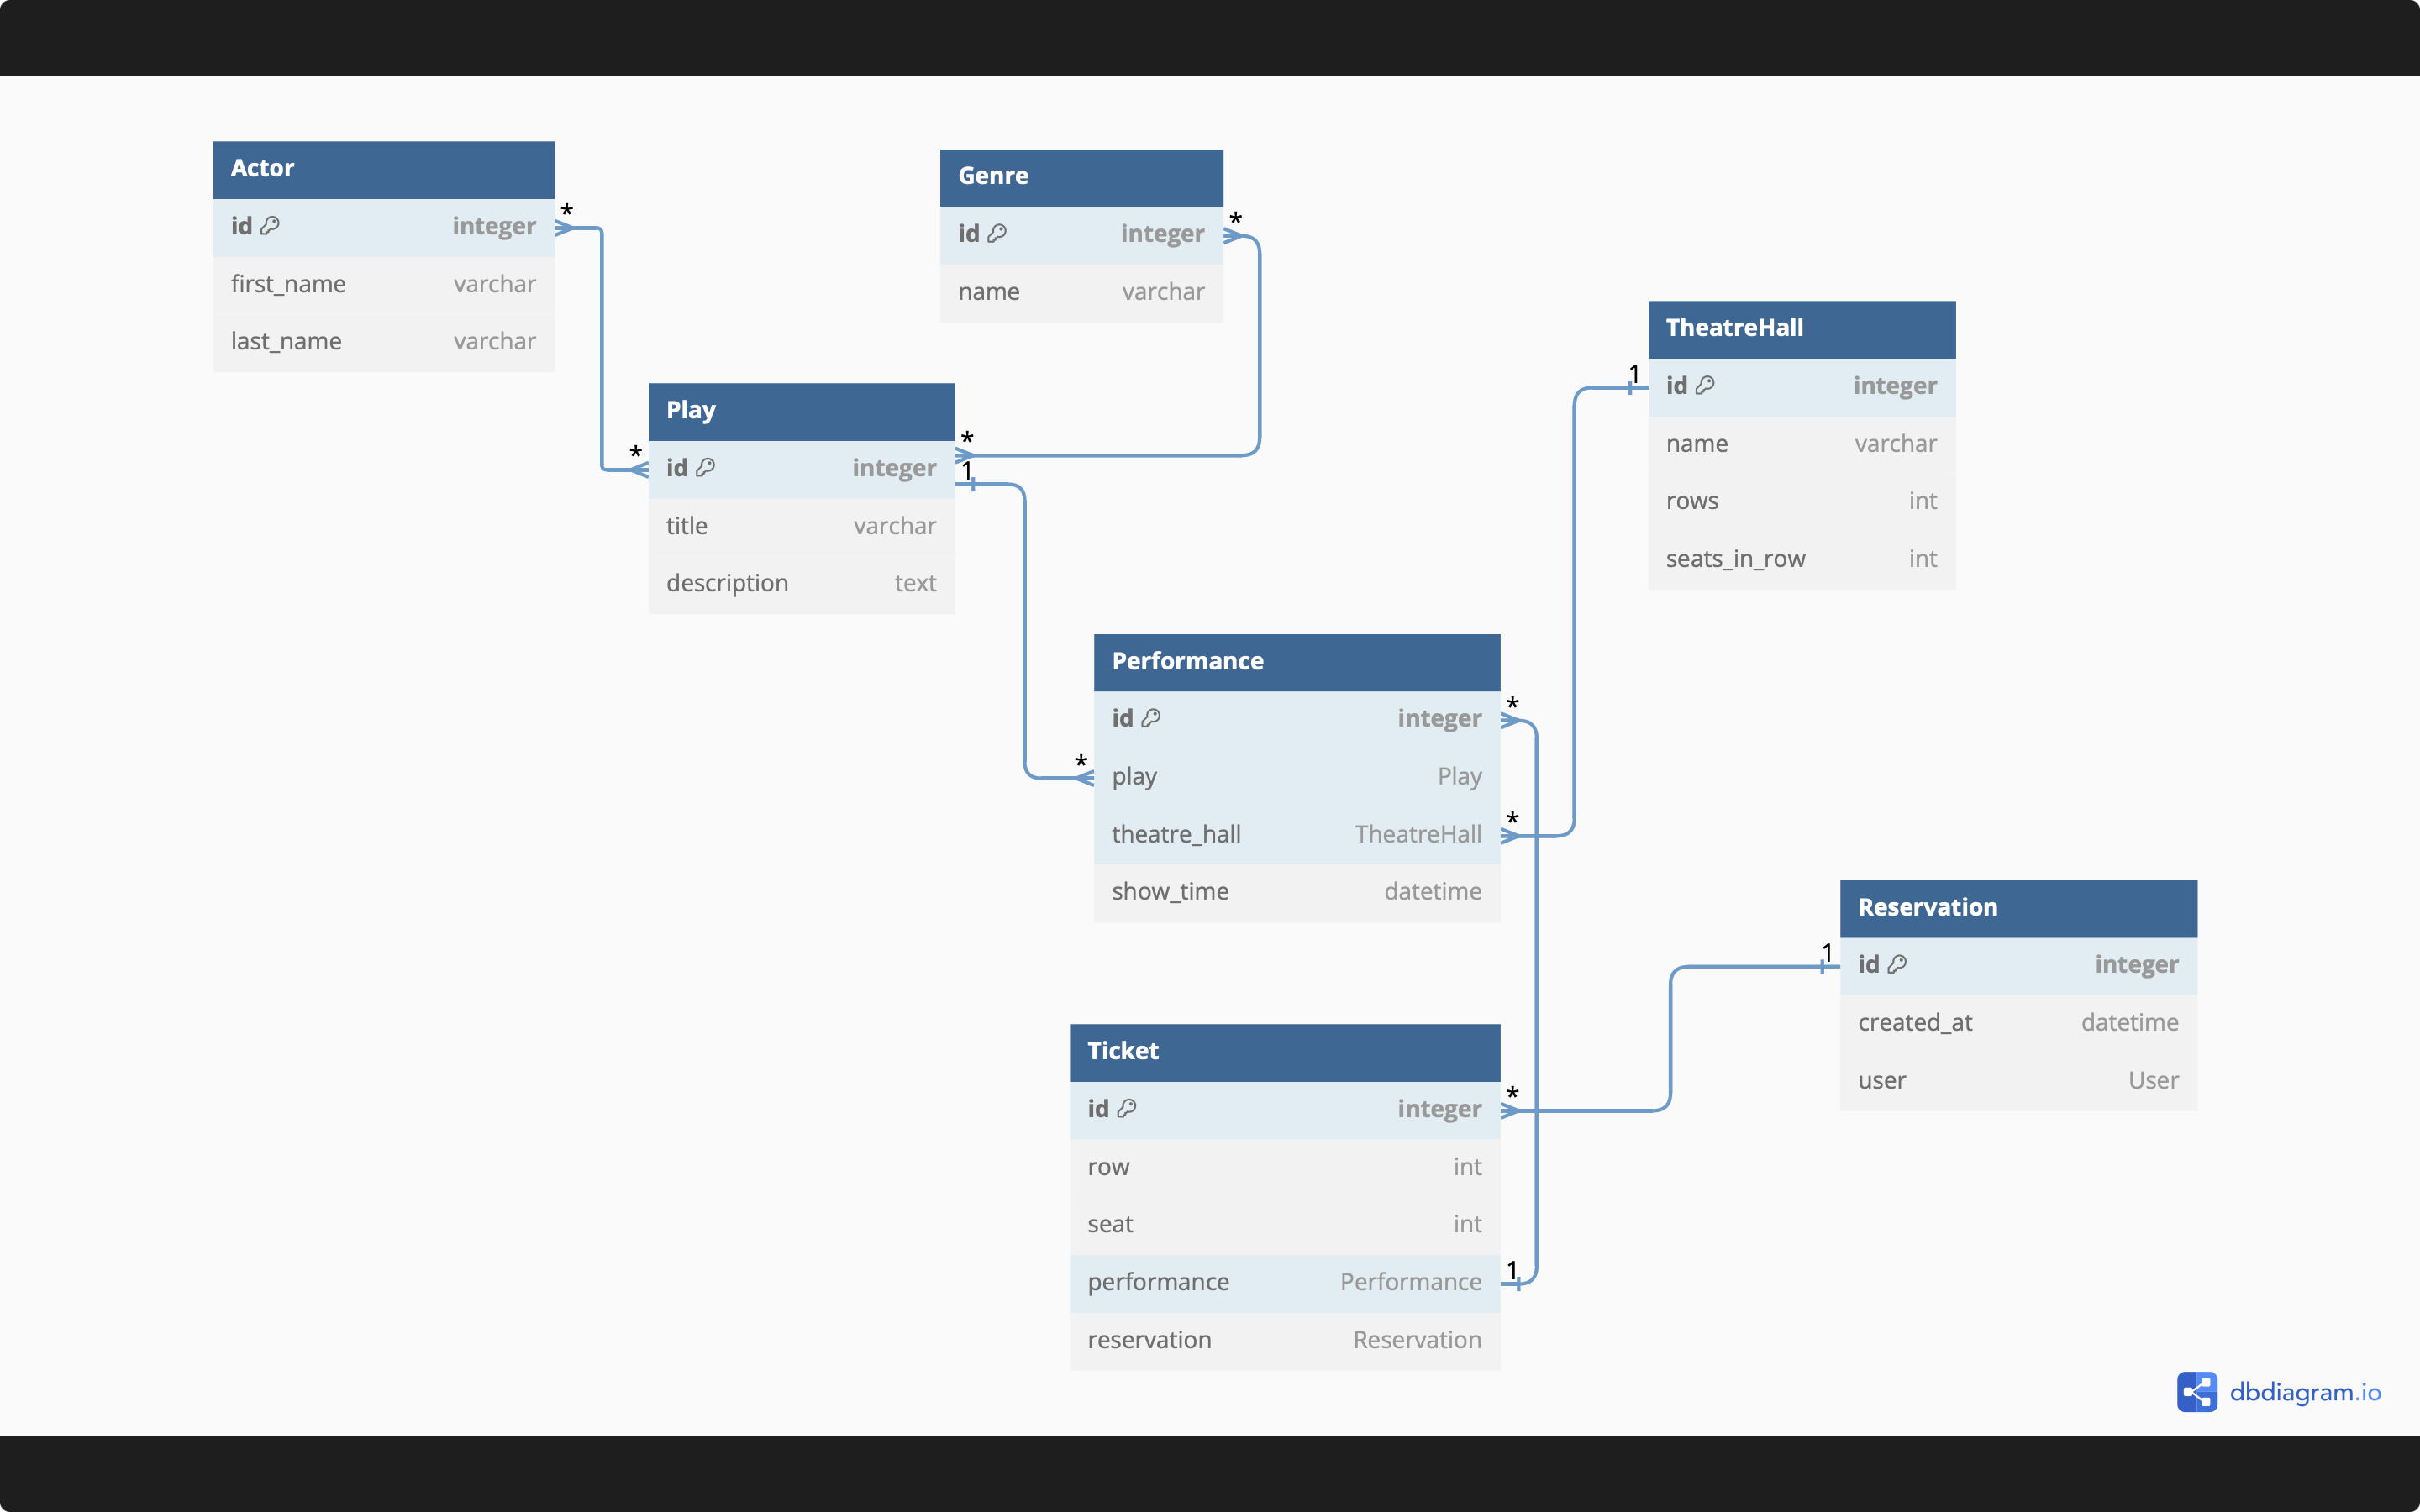 Actor
id integer
first_name varchar
last_name varchar
*
*
Genre
id integer
name varchar
*
*
Play
id integer
title varchar
description text
1
*
TheatreHall
id integer
name varchar
rows int
seats_in_row int
1
*
Performance
id integer
play Play
theatre_hall TheatreHall
show_time datetime
*
1
Reservation
id integer
created_at datetime
user User
1
*
Ticket
id integer
row int
seat int
performance Performance
reservation Reservation
dbdiagram.io